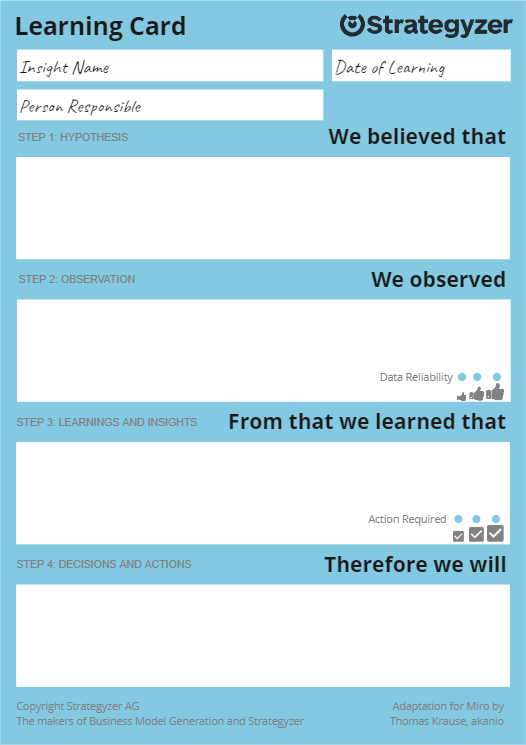 Learning Card
Strategyzer
Insight Name
Date of Learning
Person Responsible
STEP 1: HYPOTHESIS
We believed that
STEP 2: OBSERVATION
We observed
Data Reliability
STEP 3: LEARNINGS AND INSIGHTS
From that we learned that
Action Required
STEP 4: DECISIONS AND ACTIONS
Therefore we will
Copyright Strategyzer AG
The makers of Business Model Generation and Strategyzer
Adaptation for Miro by
Thomas Krause, akanio